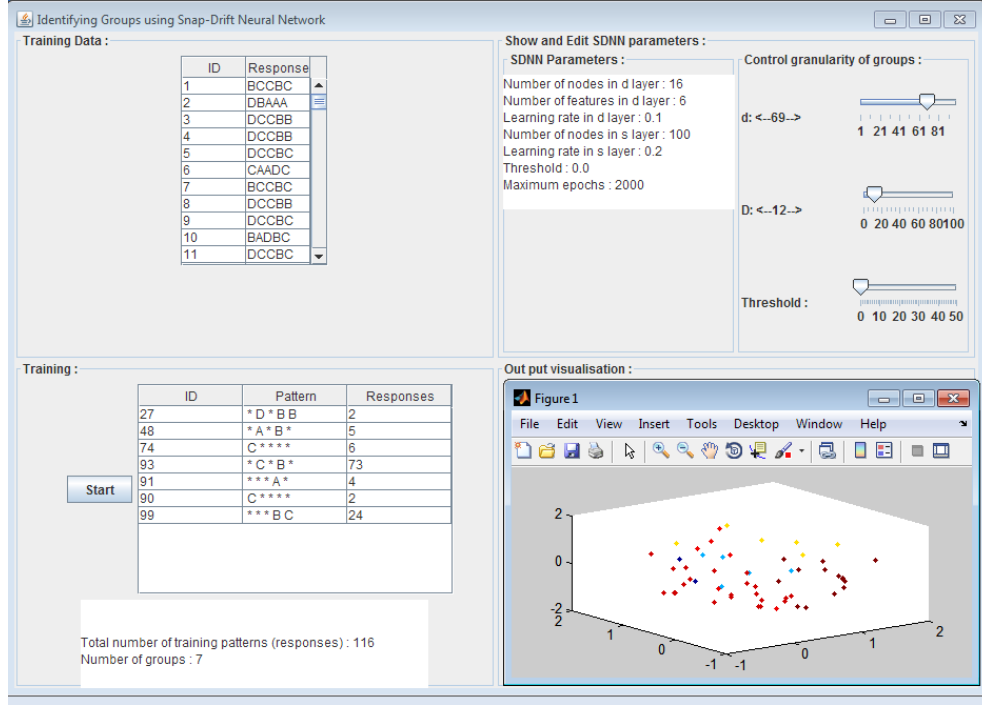 Identifying Groups using Snap-Drift Neural Network
Training Data :
ID Response
1 BCCBC
2 DBAAA
3 DCCBB
4 DCCBB
5 DCCBC
6 CAADC
7 BCCBC
8 DCCBB
9 DCCBC
10 BADBC
11 DCCBC
Show and Edit SDNN parameters :
SDNN Parameters :
Number of nodes in d layer : 16
Number of features in d layer : 6
Learning rate in d layer : 0.1
Number of nodes in s layer : 100
Learning rate in s layer : 0.2
Threshold : 0.0
Maximum epochs : 2000
Control granularity of groups :
d: <--69-->
1 21 41 61 81
D: <--12-->
0 20 40 60 80100
Threshold :
0 10 20 30 40 50
Training :
ID Pattern Responses
27 * D * B B 2
48 * A * B * 5
74 C * * * * 6
93 * C * B * 73
91 * * * A * 4
90 C * * * * 2
99 * * * B C 24
Start
Total number of training patterns (responses) : 116
Number of groups : 7
Out put visualisation :
Figure 1
File Edit View Insert Tools Desktop Window Help
2
0
-2
2
1
0
-1
-1
0
1
2